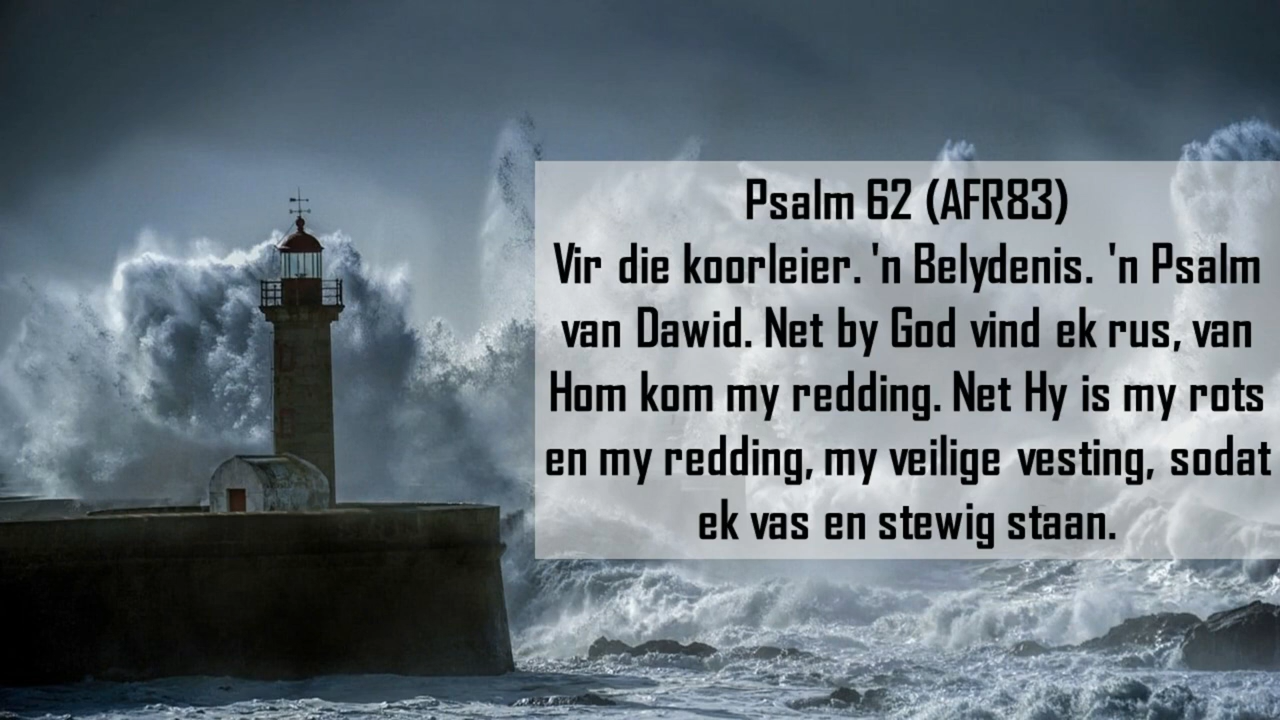 Psalm 62 (AFR83)
Vir die koorleier. 'n Belydenis. 'n Psalm
van Dawid. Net by God vind ek rus, van
Hom kom my redding. Net Hy is my rots
en my redding, my veilige vesting, sodat
ek vas en stewig staan.